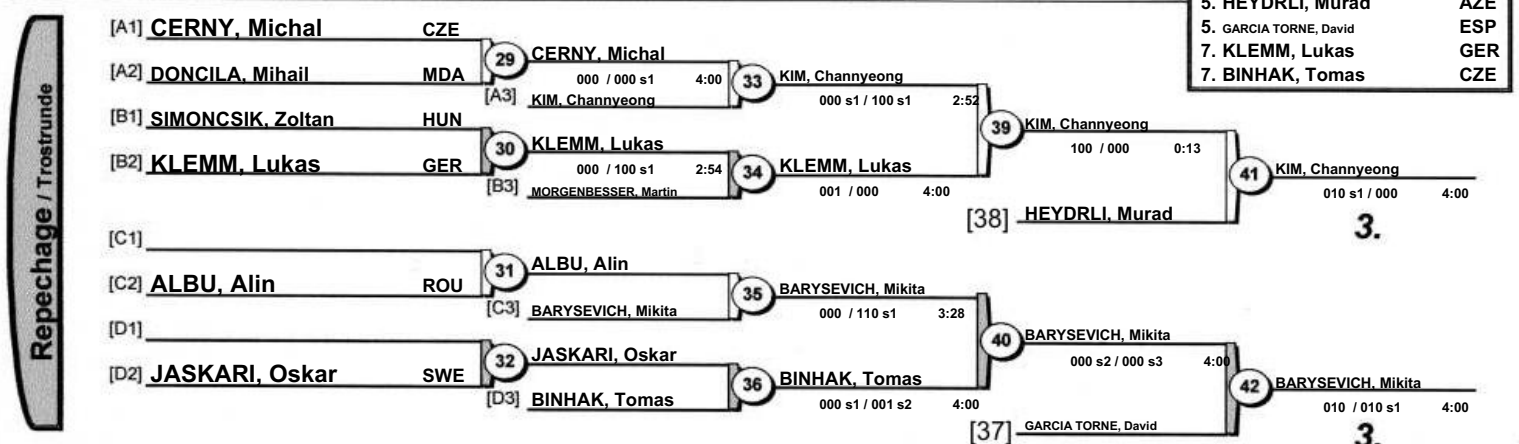 5. HEYDRLI, Murad AZE
5. GARCIA TORNE, David ESP
7. KLEMM, Lukas GER
7. BINHAK, Tomas CZE
Repechage / Trostrunde
[A1] CERNY, Michal CZE
[A2] DONCILA, Mihail MDA
29
CERNY, Michal
000 / 000 s1 4:00
[A3] KIM, Channyeong
33
KIM, Channyeong
000 s1 / 100 s1 2:52
[B1] SIMONCSIK, Zoltan HUN
[B2] KLEMM, Lukas GER
30
KLEMM, Lukas
000 / 100 s1 2:54
[B3] MORGENBESSER, Martin
34
KLEMM, Lukas
001 / 000 4:00
39
KIM, Channyeong
100 / 000 0:13
[38] HEYDRLI, Murad
41
KIM, Channyeong
010 s1 / 000 4:00
3.
[C1]
[C2] ALBU, Alin ROU
31
ALBU, Alin
[C3] BARYSEVICH, Mikita
35
BARYSEVICH, Mikita
000 / 110 s1 3:28
[D1]
[D2] JASKARI, Oskar SWE
32
JASKARI, Oskar
[D3] BINHAK, Tomas
36
BINHAK, Tomas
000 s1 / 001 s2 4:00
40
BARYSEVICH, Mikita
000 s2 / 000 s3 4:00
[37] GARCIA TORNE, David
42
BARYSEVICH, Mikita
010 / 010 s1 4:00
3.